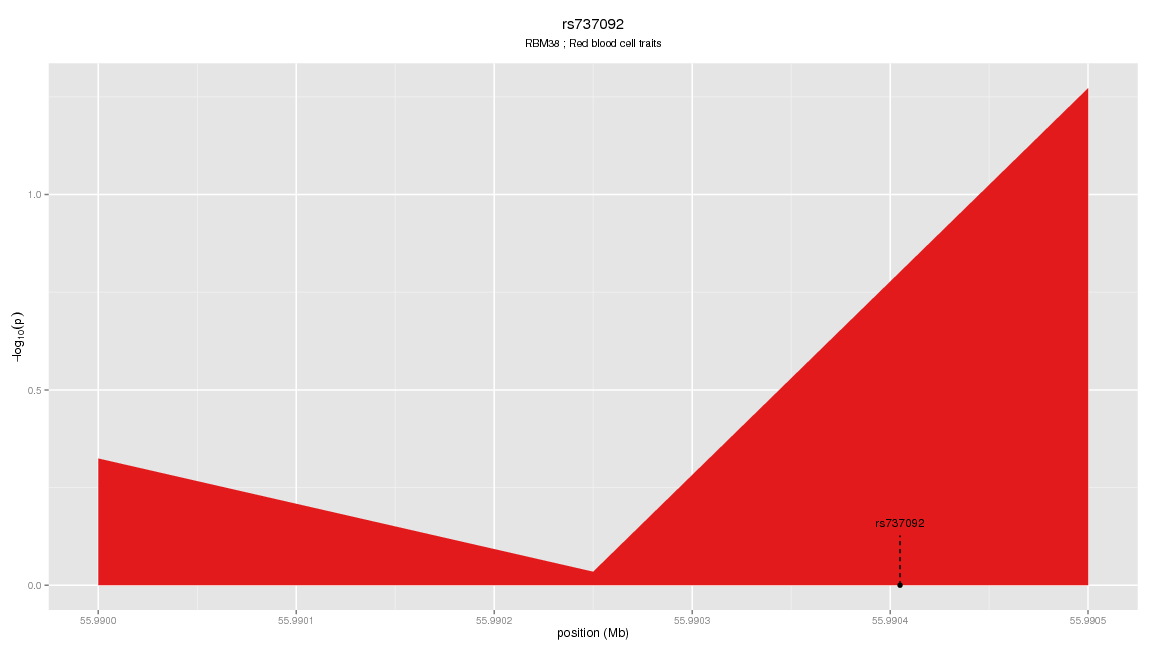 rs737092
RBM38 ; Red blood cell traits
−log10(p)
1.0
0.5
0.0
rs737092
55.9900 55.9901 55.9902 55.9903 55.9904 55.9905
position (Mb)